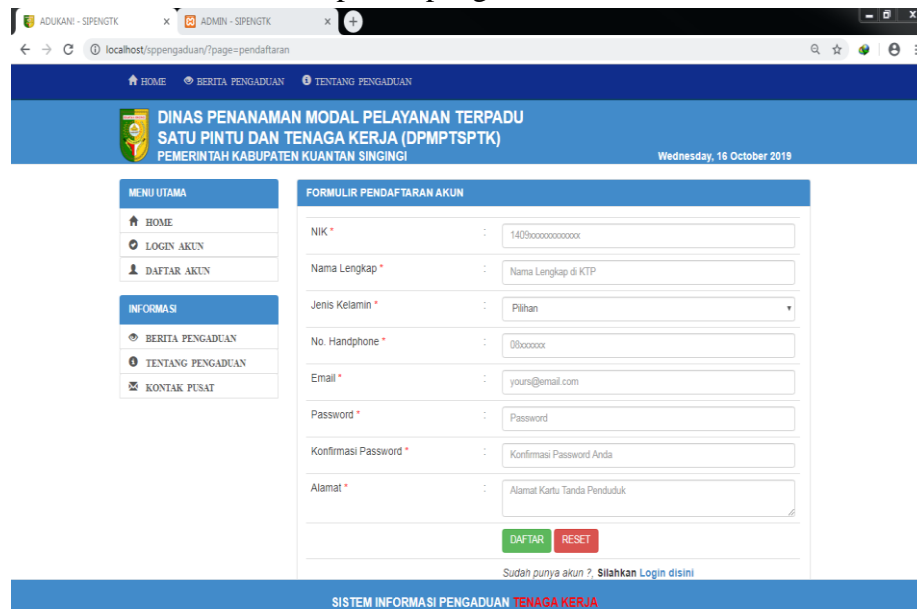 ADUKAN! - SIPENGTK
ADMIN - SIPENGTK
localhost/sppengaduan/?page=pendaftaran
HOME BERITA PENGADUAN TENTANG PENGADUAN
DINAS PENANAMAN MODAL PELAYANAN TERPADU
SATU PINTU DAN TENAGA KERJA (DPMPTSPTK)
PEMERINTAH KABUPATEN KUANTAN SINGINGI
Wednesday, 16 October 2019
MENU UTAMA
HOME
LOGIN AKUN
DAFTAR AKUN
INFORMASI
BERITA PENGADUAN
TENTANG PENGADUAN
KONTAK PUSAT
FORMULIR PENDAFTARAN AKUN
NIK * : 1409xxxxxxxxxxxx
Nama Lengkap * : Nama Lengkap di KTP
Jenis Kelamin * : Pilihan
No. Handphone * : 08xxxxxx
Email * : yours@email.com
Password * : Password
Konfirmasi Password * : Konfirmasi Password Anda
Alamat * : Alamat Kartu Tanda Penduduk
DAFTAR RESET
Sudah punya akun ?, Silahkan Login disini
SISTEM INFORMASI PENGADUAN TENAGA KERJA